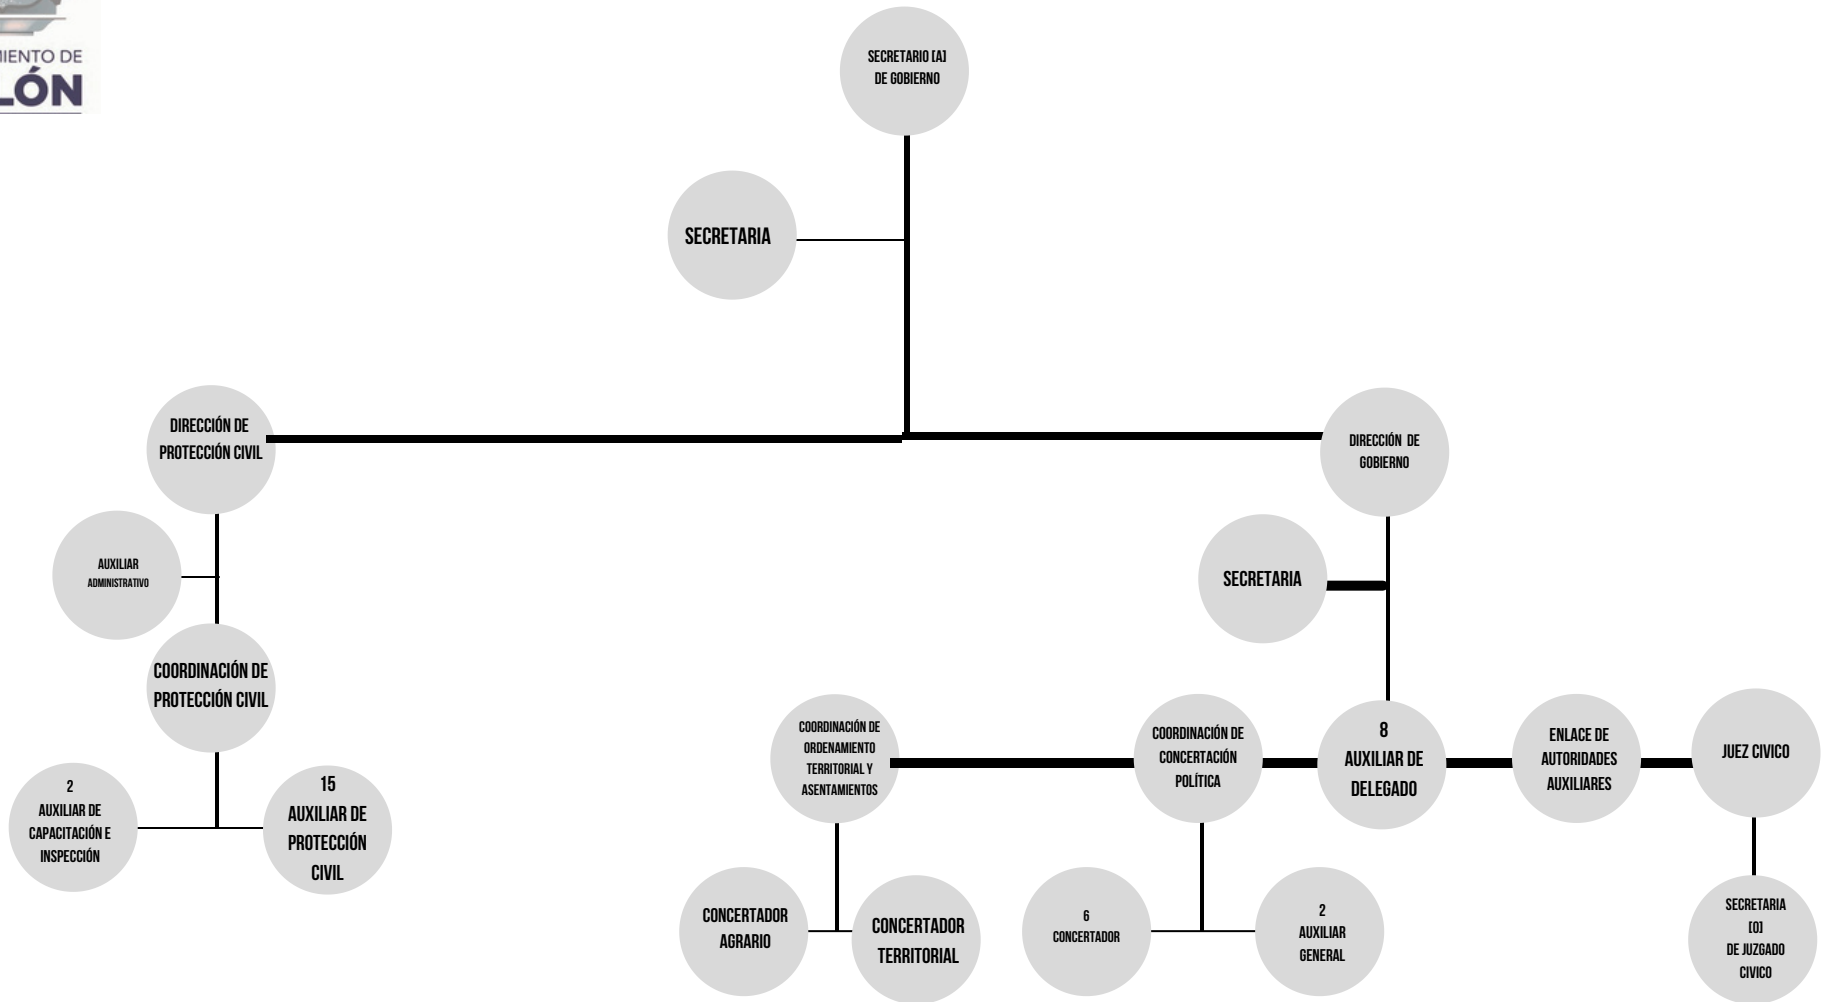 MIENTO DE
LÓN
SECRETARIO [A]
DE GOBIERNO
SECRETARIA
DIRECCIÓN DE
PROTECCIÓN CIVIL
DIRECCIÓN DE
GOBIERNO
AUXILIAR
ADMINISTRATIVO
SECRETARIA
COORDINACIÓN DE
PROTECCIÓN CIVIL
COORDINACIÓN DE
ORDENAMIENTO
TERRITORIAL Y
ASENTAMIENTOS
COORDINACIÓN DE
CONCERTACIÓN
POLÍTICA
8
AUXILIAR DE
DELEGADO
ENLACE DE
AUTORIDADES
AUXILIARES
JUEZ CIVICO
2
AUXILIAR DE
CAPACITACIÓN E
INSPECCIÓN
15
AUXILIAR DE
PROTECCIÓN
CIVIL
CONCERTADOR
AGRARIO
CONCERTADOR
TERRITORIAL
6
CONCERTADOR
2
AUXILIAR
GENERAL
SECRETARIA
[O]
DE JUZGADO
CIVICO